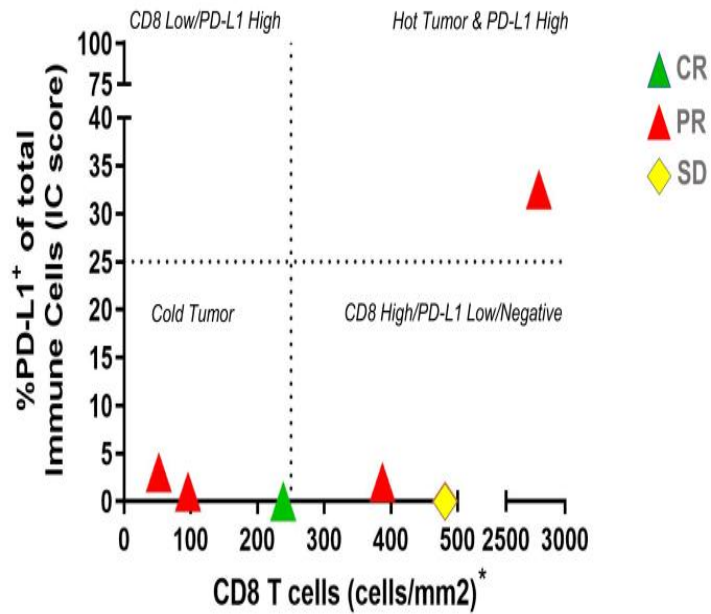 CD8 Low/PD-L1 High
Hot Tumor & PD-L1 High
100
75
40
35
30
25
20
15
10
5
0
%PD-L1+ of total
Immune Cells (IC score)
CR
PR
SD
Cold Tumor
CD8 High/PD-L1 Low/Negative
0 100 200 300 400 500 2500 3000
CD8 T cells (cells/mm2)*